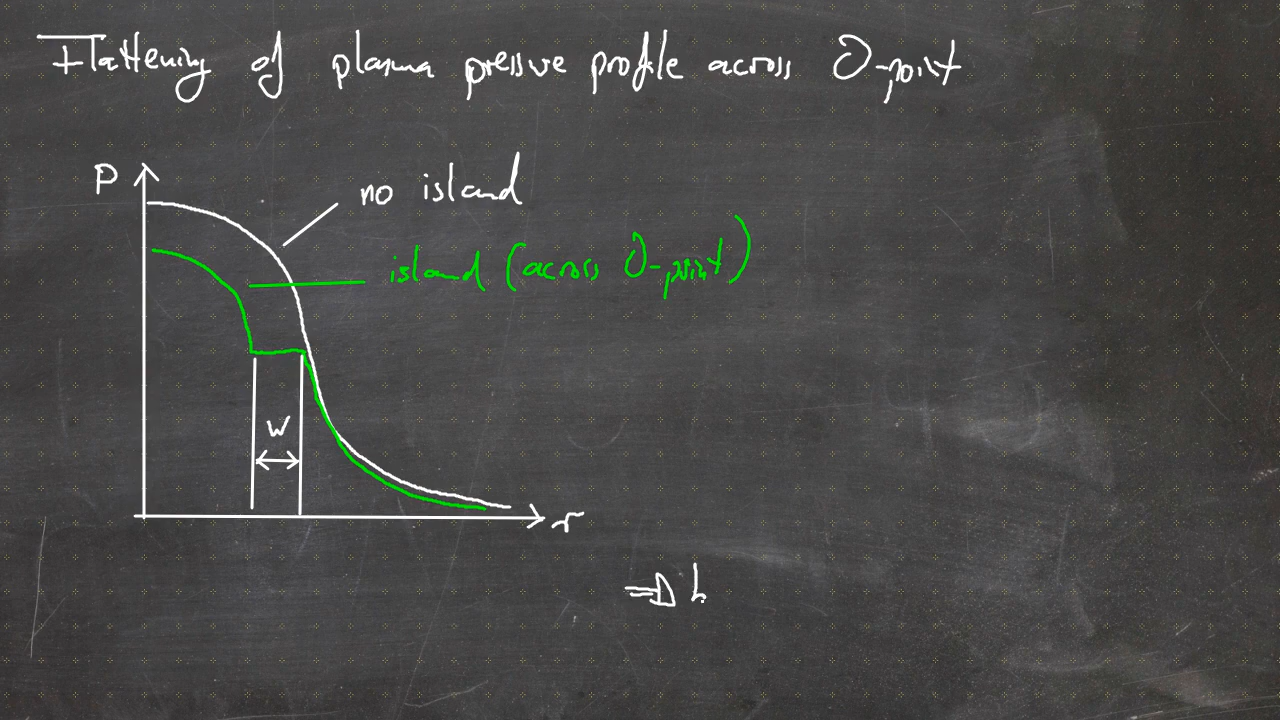 Flattening of plasma pressure profile across O-point
P
no island
island (across O-point)
w
r
⇒